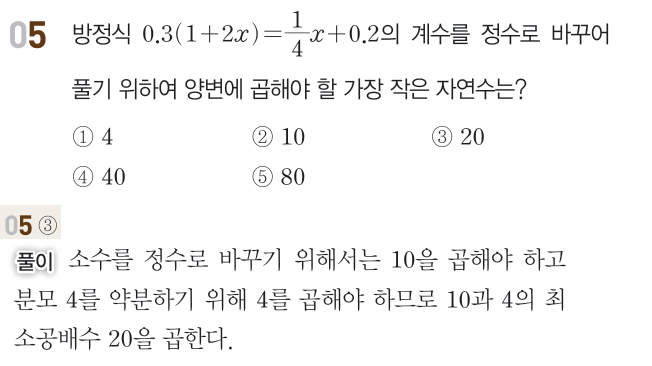 05 방정식 0.3(1+2x)=1/4x+0.2의 계수를 정수로 바꾸어
풀기 위하여 양변에 곱해야 할 가장 작은 자연수는?
① 4 ② 10 ③ 20
④ 40 ⑤ 80
05 ③
풀이 소수를 정수로 바꾸기 위해서는 10을 곱해야 하고
분모 4를 약분하기 위해 4를 곱해야 하므로 10과 4의 최
소공배수 20을 곱한다.